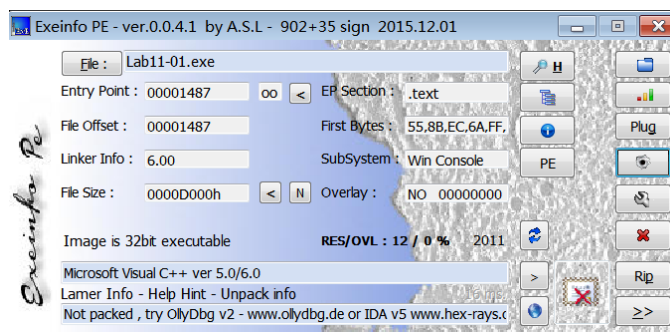 Exeinfo PE - ver.0.0.4.1 by A.S.L - 902+35 sign 2015.12.01
File : Lab11-01.exe H
Entry Point : 00001487 oo < EP Section : .text
File Offset : 00001487 First Bytes : 55,8B,EC,6A,FF, Plug
Linker Info : 6.00 SubSystem : Win Console PE
File Size : 0000D000h < N Overlay : NO 00000000
Image is 32bit executable RES/OVL : 12 / 0 % 2011
Microsoft Visual C++ ver 5.0/6.0 > Rip
Lamer Info - Help Hint - Unpack info
Not packed , try OllyDbg v2 - www.ollydbg.de or IDA v5 www.hex-rays.c >>
Exeinfo Pe